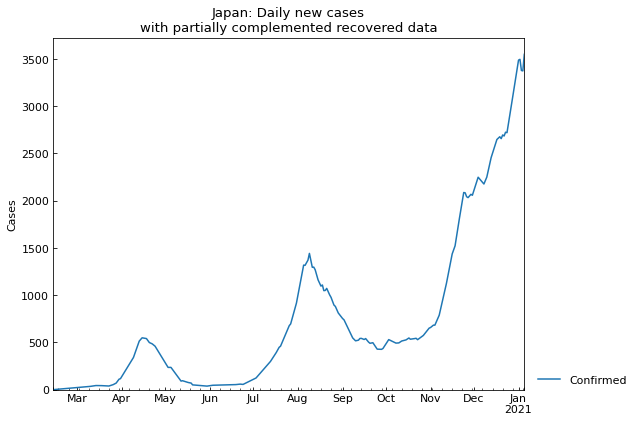 Japan: Daily new cases
with partially complemented recovered data
Cases
3500
3000
2500
2000
1500
1000
500
0
Mar Apr May Jun Jul Aug Sep Oct Nov Dec Jan
2021
Confirmed